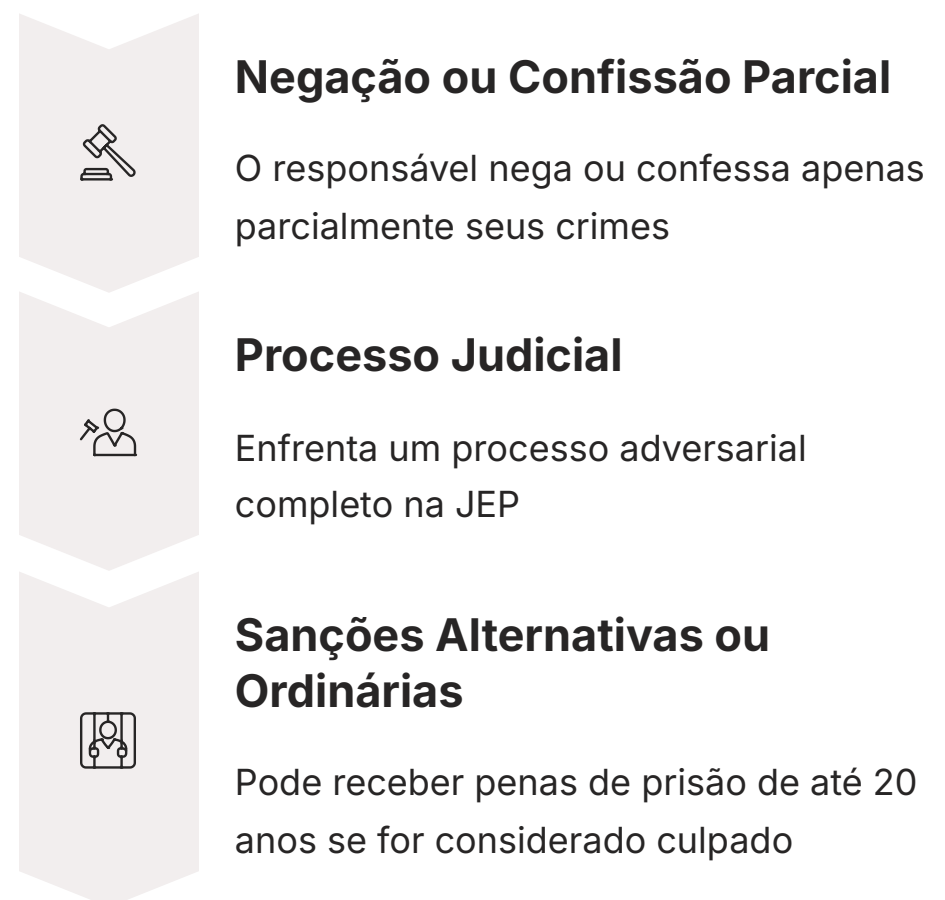 Negação ou Confissão Parcial
O responsável nega ou confessa apenas
parcialmente seus crimes
Processo Judicial
Enfrenta um processo adversarial
completo na JEP
Sanções Alternativas ou
Ordinárias
Pode receber penas de prisão de até 20
anos se for considerado culpado